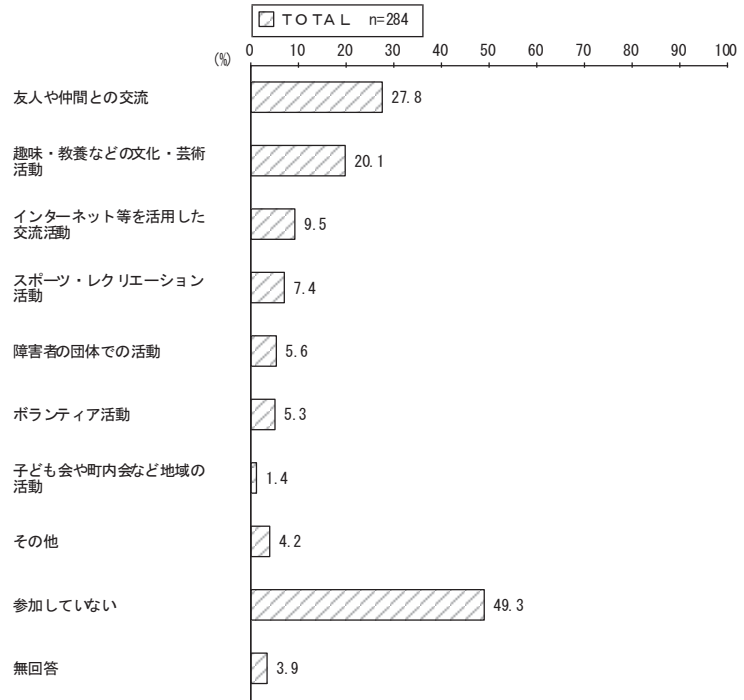 TOTAL n=284
(%) 0 10 20 30 40 50 60 70 80 90 100
友人や仲間との交流 27.8
趣味・教養などの文化・芸術
活動 20.1
インターネット等を活用した
交流活動 9.5
スポーツ・レクリエーション
活動 7.4
障害者の団体での活動 5.6
ボランティア活動 5.3
子ども会や町内会など地域の
活動 1.4
その他 4.2
参加していない 49.3
無回答 3.9